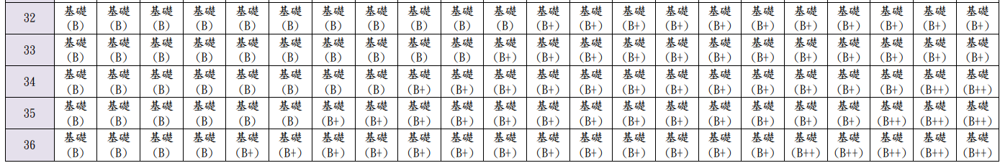 32
基礎 基礎 基礎 基礎 基礎 基礎 基礎 基礎 基礎 基礎 基礎 基礎 基礎 基礎 基礎 基礎 基礎 基礎 基礎 基礎 基礎 基礎
(B) (B) (B) (B) (B) (B) (B) (B) (B) (B) (B) (B+) (B+) (B+) (B+) (B+) (B+) (B+) (B+) (B+) (B+) (B+)
33
基礎 基礎 基礎 基礎 基礎 基礎 基礎 基礎 基礎 基礎 基礎 基礎 基礎 基礎 基礎 基礎 基礎 基礎 基礎 基礎 基礎 基礎
(B) (B) (B) (B) (B) (B) (B) (B) (B) (B) (B+) (B+) (B+) (B+) (B+) (B+) (B+) (B+) (B+) (B+) (B+) (B+)
34
基礎 基礎 基礎 基礎 基礎 基礎 基礎 基礎 基礎 基礎 基礎 基礎 基礎 基礎 基礎 基礎 基礎 基礎 基礎 基礎 基礎 基礎
(B) (B) (B) (B) (B) (B) (B) (B) (B+) (B+) (B+) (B+) (B+) (B+) (B+) (B+) (B+) (B+) (B+) (B+) (B++) (B++)
35
基礎 基礎 基礎 基礎 基礎 基礎 基礎 基礎 基礎 基礎 基礎 基礎 基礎 基礎 基礎 基礎 基礎 基礎 基礎 基礎 基礎 基礎
(B) (B) (B) (B) (B) (B) (B+) (B+) (B+) (B+) (B+) (B+) (B+) (B+) (B+) (B+) (B+) (B+) (B+) (B++) (B++) (B++)
36
基礎 基礎 基礎 基礎 基礎 基礎 基礎 基礎 基礎 基礎 基礎 基礎 基礎 基礎 基礎 基礎 基礎 基礎 基礎 基礎 基礎 基礎
(B) (B) (B) (B) (B+) (B+) (B+) (B+) (B+) (B+) (B+) (B+) (B+) (B+) (B+) (B+) (B+) (B++) (B++) (B++) (B++) (B++)